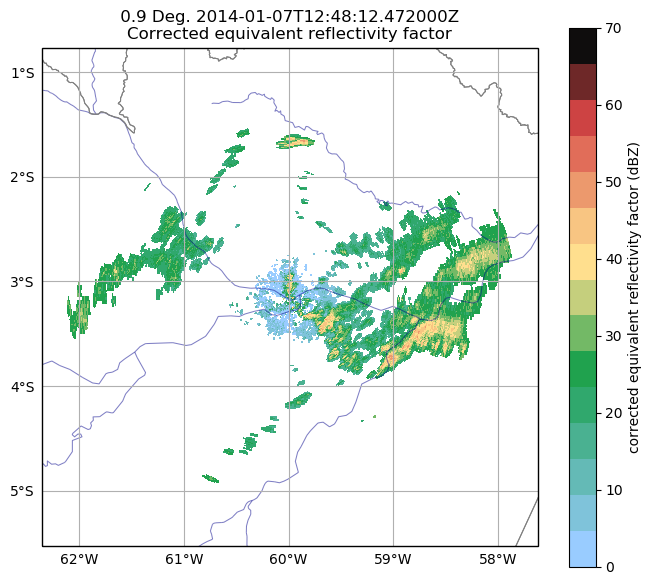 0.9 Deg. 2014-01-07T12:48:12.472000Z
Corrected equivalent reflectivity factor
1°S
2°S
3°S
4°S
5°S
62°W 61°W 60°W 59°W 58°W
70
60
50
40
30
20
10
0
corrected equivalent reflectivity factor (dBZ)